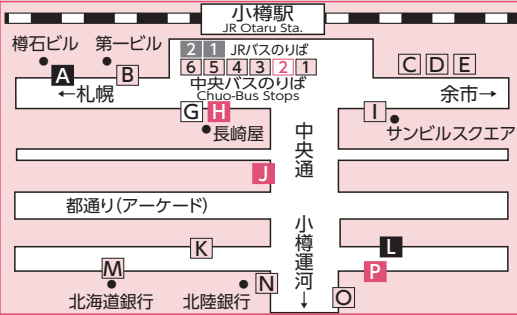 小樽駅
JR Otaru Sta.
樽石ビル
第一ビル
2 1 JRバスのりば
6 5 4 3 2 1
中央バスのりば
Chuo-Bus Stops
A
B
C D E
←札幌
余市→
G H
I
長崎屋
サンビルスクエア
中央通
J
都通り(アーケード)
小樽運河→
K
L
M
P
N
O
北海道銀行
北陸銀行